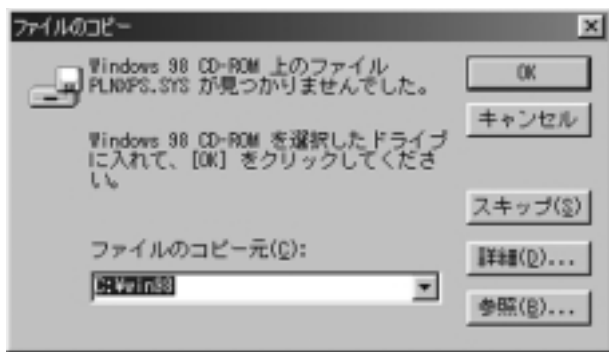 ファイルのコピー
Windows 98 CD-ROM 上のファイル
PLNXPS.SYS が見つかりませんでした。
Windows 98 CD-ROM を選択したドライブ
に入れて、[OK] をクリックしてくださ
い。
ファイルのコピー元(C):
C:¥win98
OK
キャンセル
スキップ(S)
詳細(D)...
参照(B)...